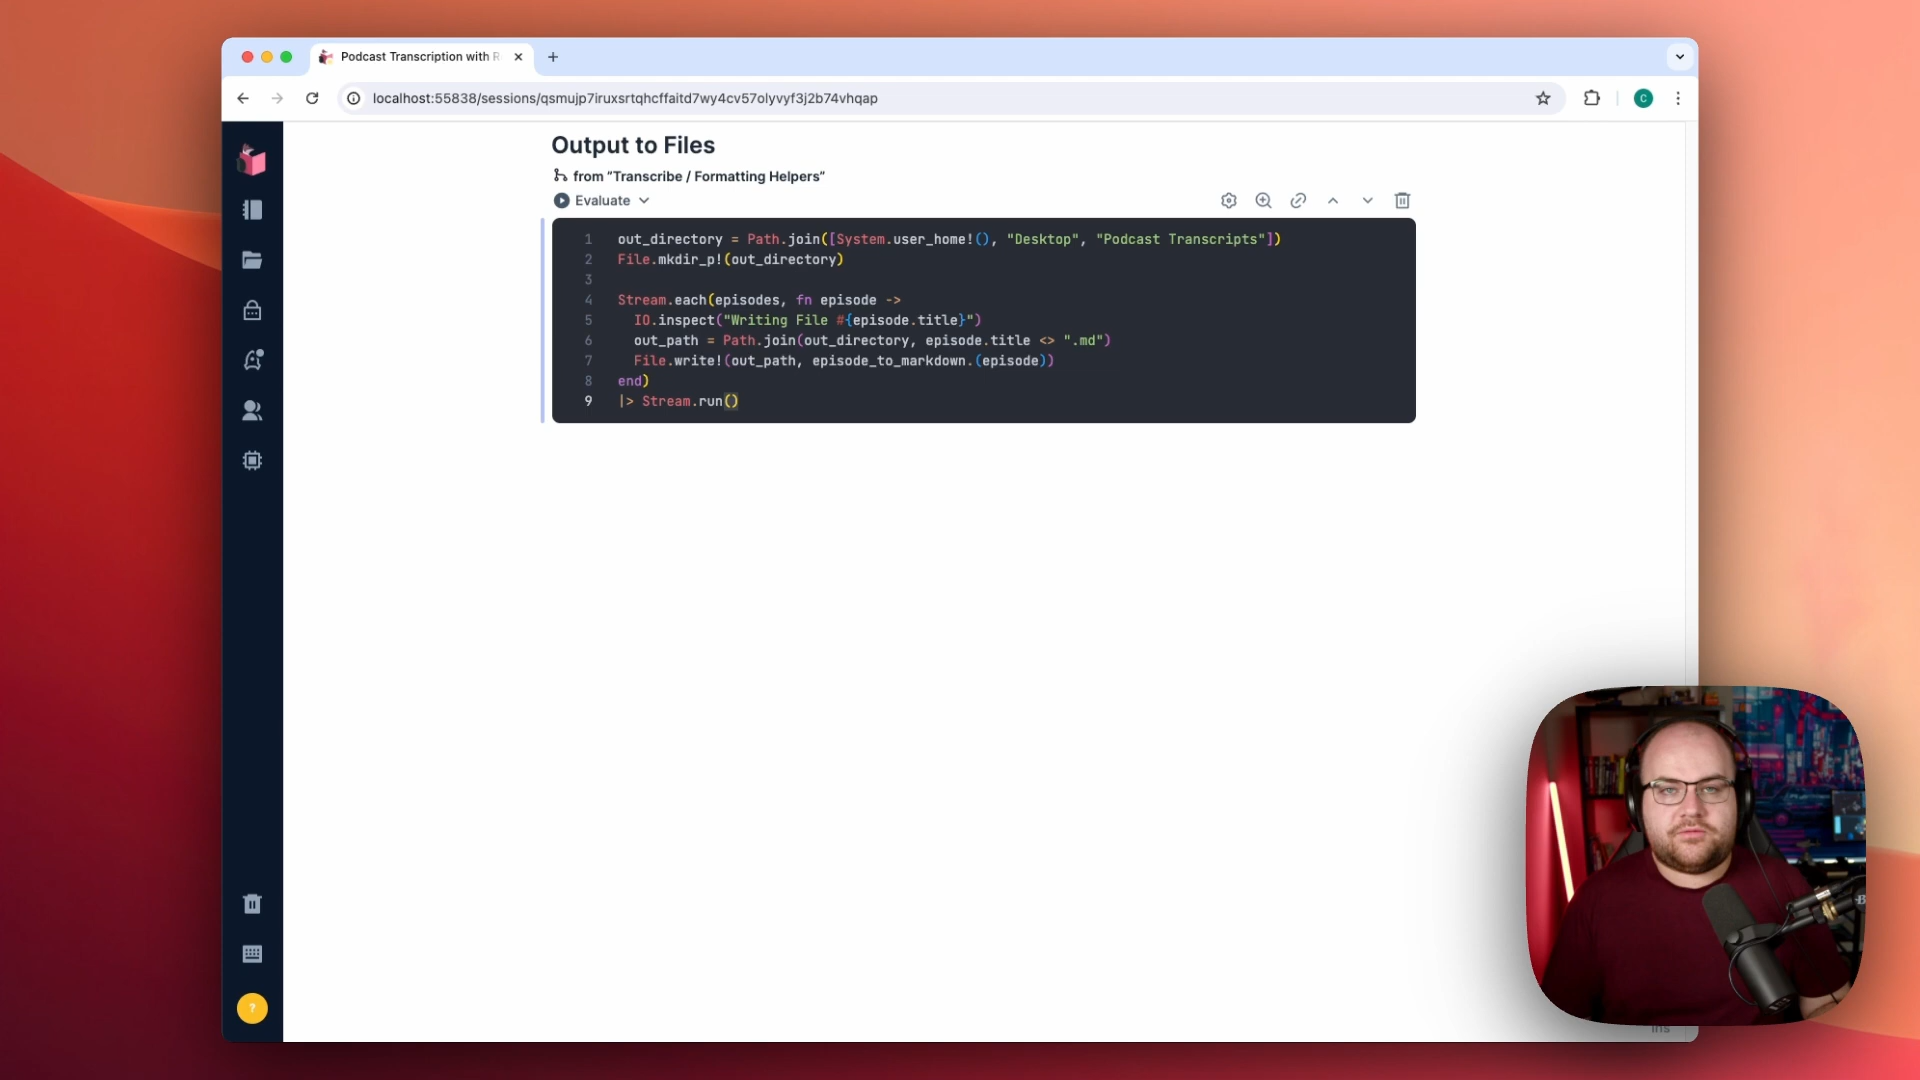 Podcast Transcription with R
localhost:55838/sessions/qsmujp7iruxsrtqhcffaitd7wy4cv57olyvyf3j2b74vhqap
C
Output to Files
from “Transcribe / Formatting Helpers”
Evaluate
1 out_directory = Path.join([System.user_home!(), "Desktop", "Podcast Transcripts"])
2 File.mkdir_p!(out_directory)
3
4 Stream.each(episodes, fn episode ->
5 IO.inspect("Writing File #{episode.title}")
6 out_path = Path.join(out_directory, episode.title <> ".md")
7 File.write!(out_path, episode_to_markdown.(episode))
8 end)
9 |> Stream.run()
?
ins